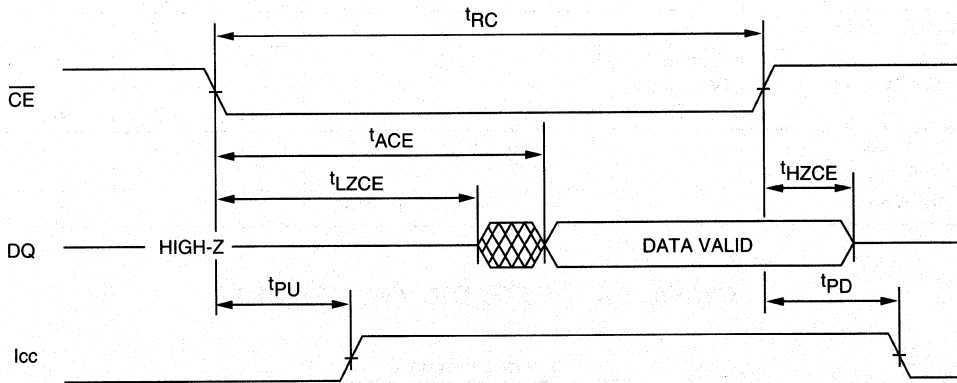 tRC
CE
tACE
tHZCE
tLZCE
DQ
HIGH-Z
DATA VALID
tPU
tPD
Icc